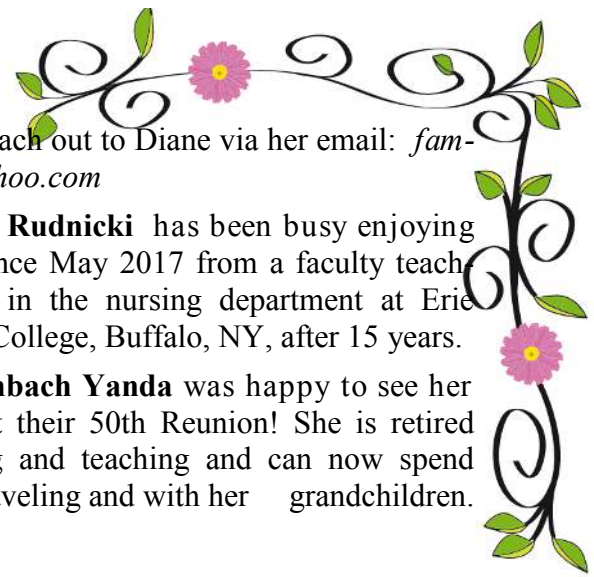 ach out to Diane via her email: fam-
hoo.com
Rudnicki has been busy enjoying
nce May 2017 from a faculty teach-
in the nursing department at Erie
College, Buffalo, NY, after 15 years.
nbach Yanda was happy to see her
t their 50th Reunion! She is retired
g and teaching and can now spend
aveling and with her grandchildren.